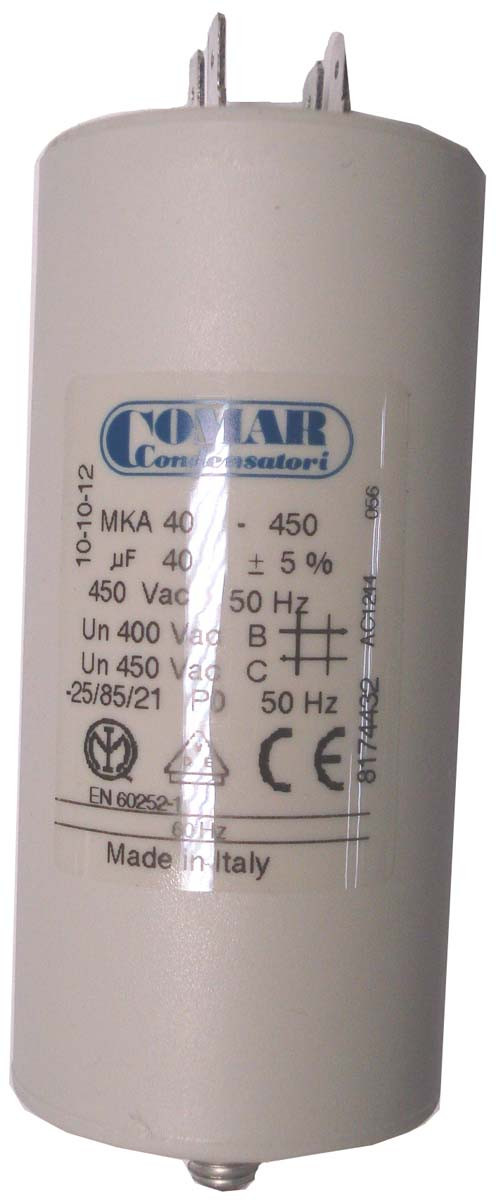 COMAR
Condensatori
MKA 40 - 450
µF 40 ± 5 %
450 Vac 50 Hz
Un 400 Vac B
Un 450 Vac C
-25/85/21 P0 50 Hz
CE
EN 60252-1
60 Hz
Made in Italy
10-10-12
8174432 AC1211 056